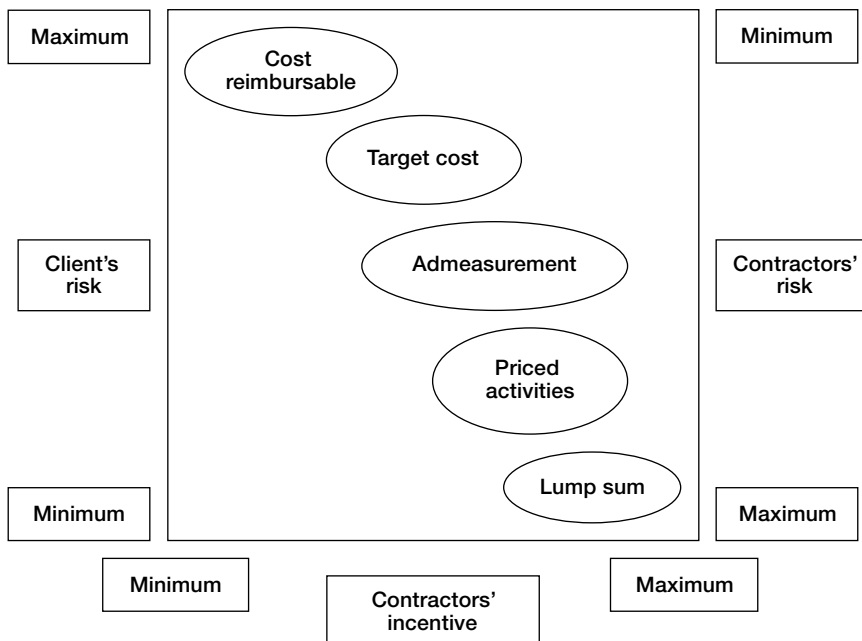 Maximum
Cost
reimbursable
Minimum
Target cost
Client's
risk
Admeasurement
Contractors'
risk
Priced
activities
Minimum
Lump sum
Maximum
Minimum
Contractors'
incentive
Maximum